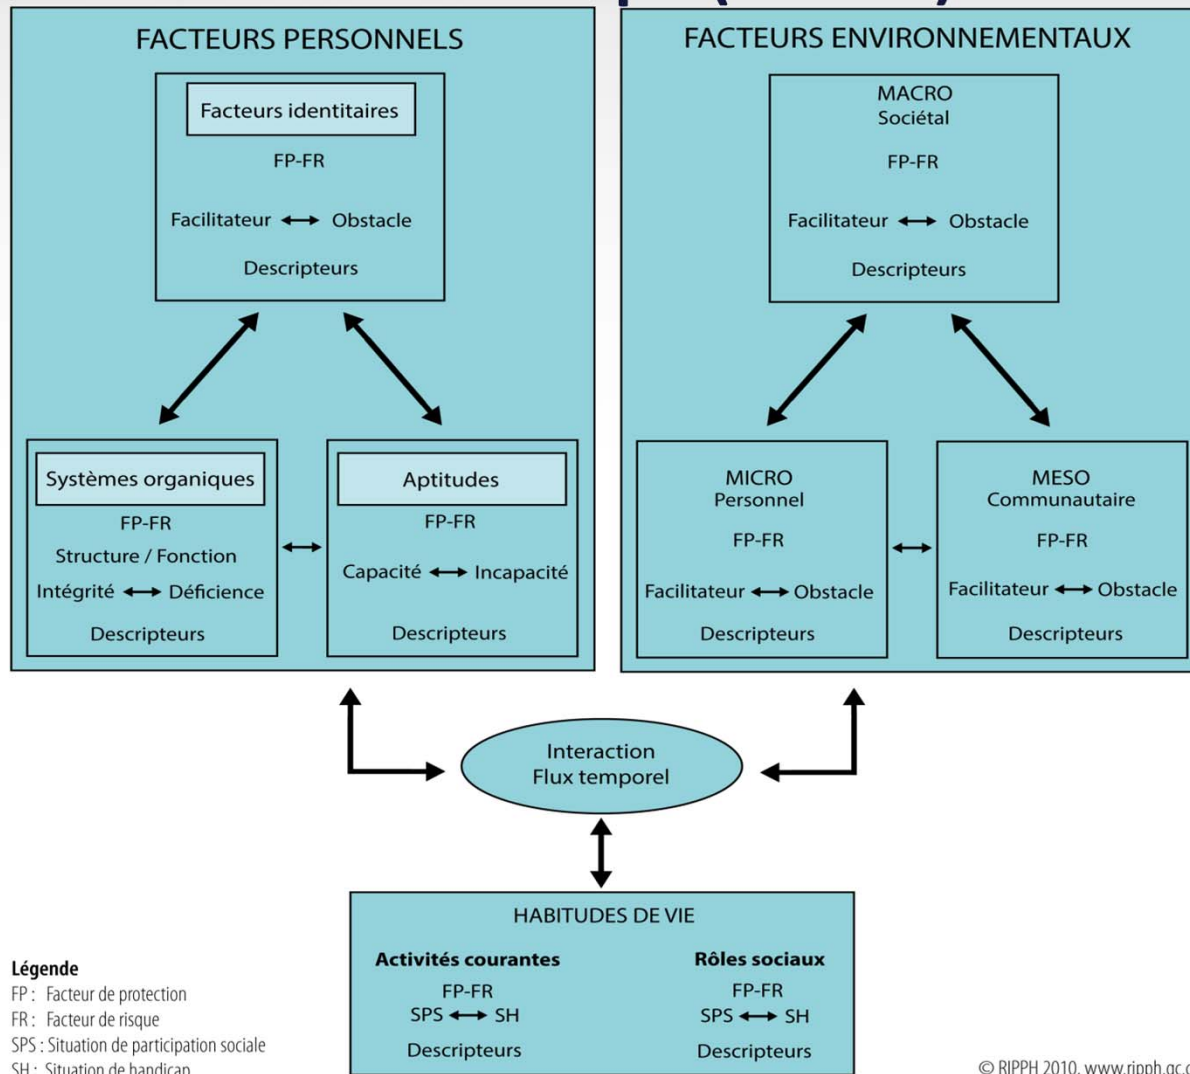 FACTEURS PERSONNELS
Facteurs identitaires
FP-FR
Facilitateur ↔ Obstacle
Descripteurs
Systèmes organiques
FP-FR
Structure / Fonction
Intégrité ↔ Déficience
Descripteurs
Aptitudes
FP-FR
Capacité ↔ Incapacité
Descripteurs
FACTEURS ENVIRONNEMENTAUX
MACRO
Sociétal
FP-FR
Facilitateur ↔ Obstacle
Descripteurs
MICRO
Personnel
FP-FR
Facilitateur ↔ Obstacle
Descripteurs
MESO
Communautaire
FP-FR
Facilitateur ↔ Obstacle
Descripteurs
Interaction
Flux temporel
HABITUDES DE VIE
Activités courantes
FP-FR
SPS ↔ SH
Descripteurs
Rôles sociaux
FP-FR
SPS ↔ SH
Descripteurs
Légende
FP : Facteur de protection
FR : Facteur de risque
SPS : Situation de participation sociale
SH : Situation de handicap
© RIPPH 2010. www.ripph.qc.c